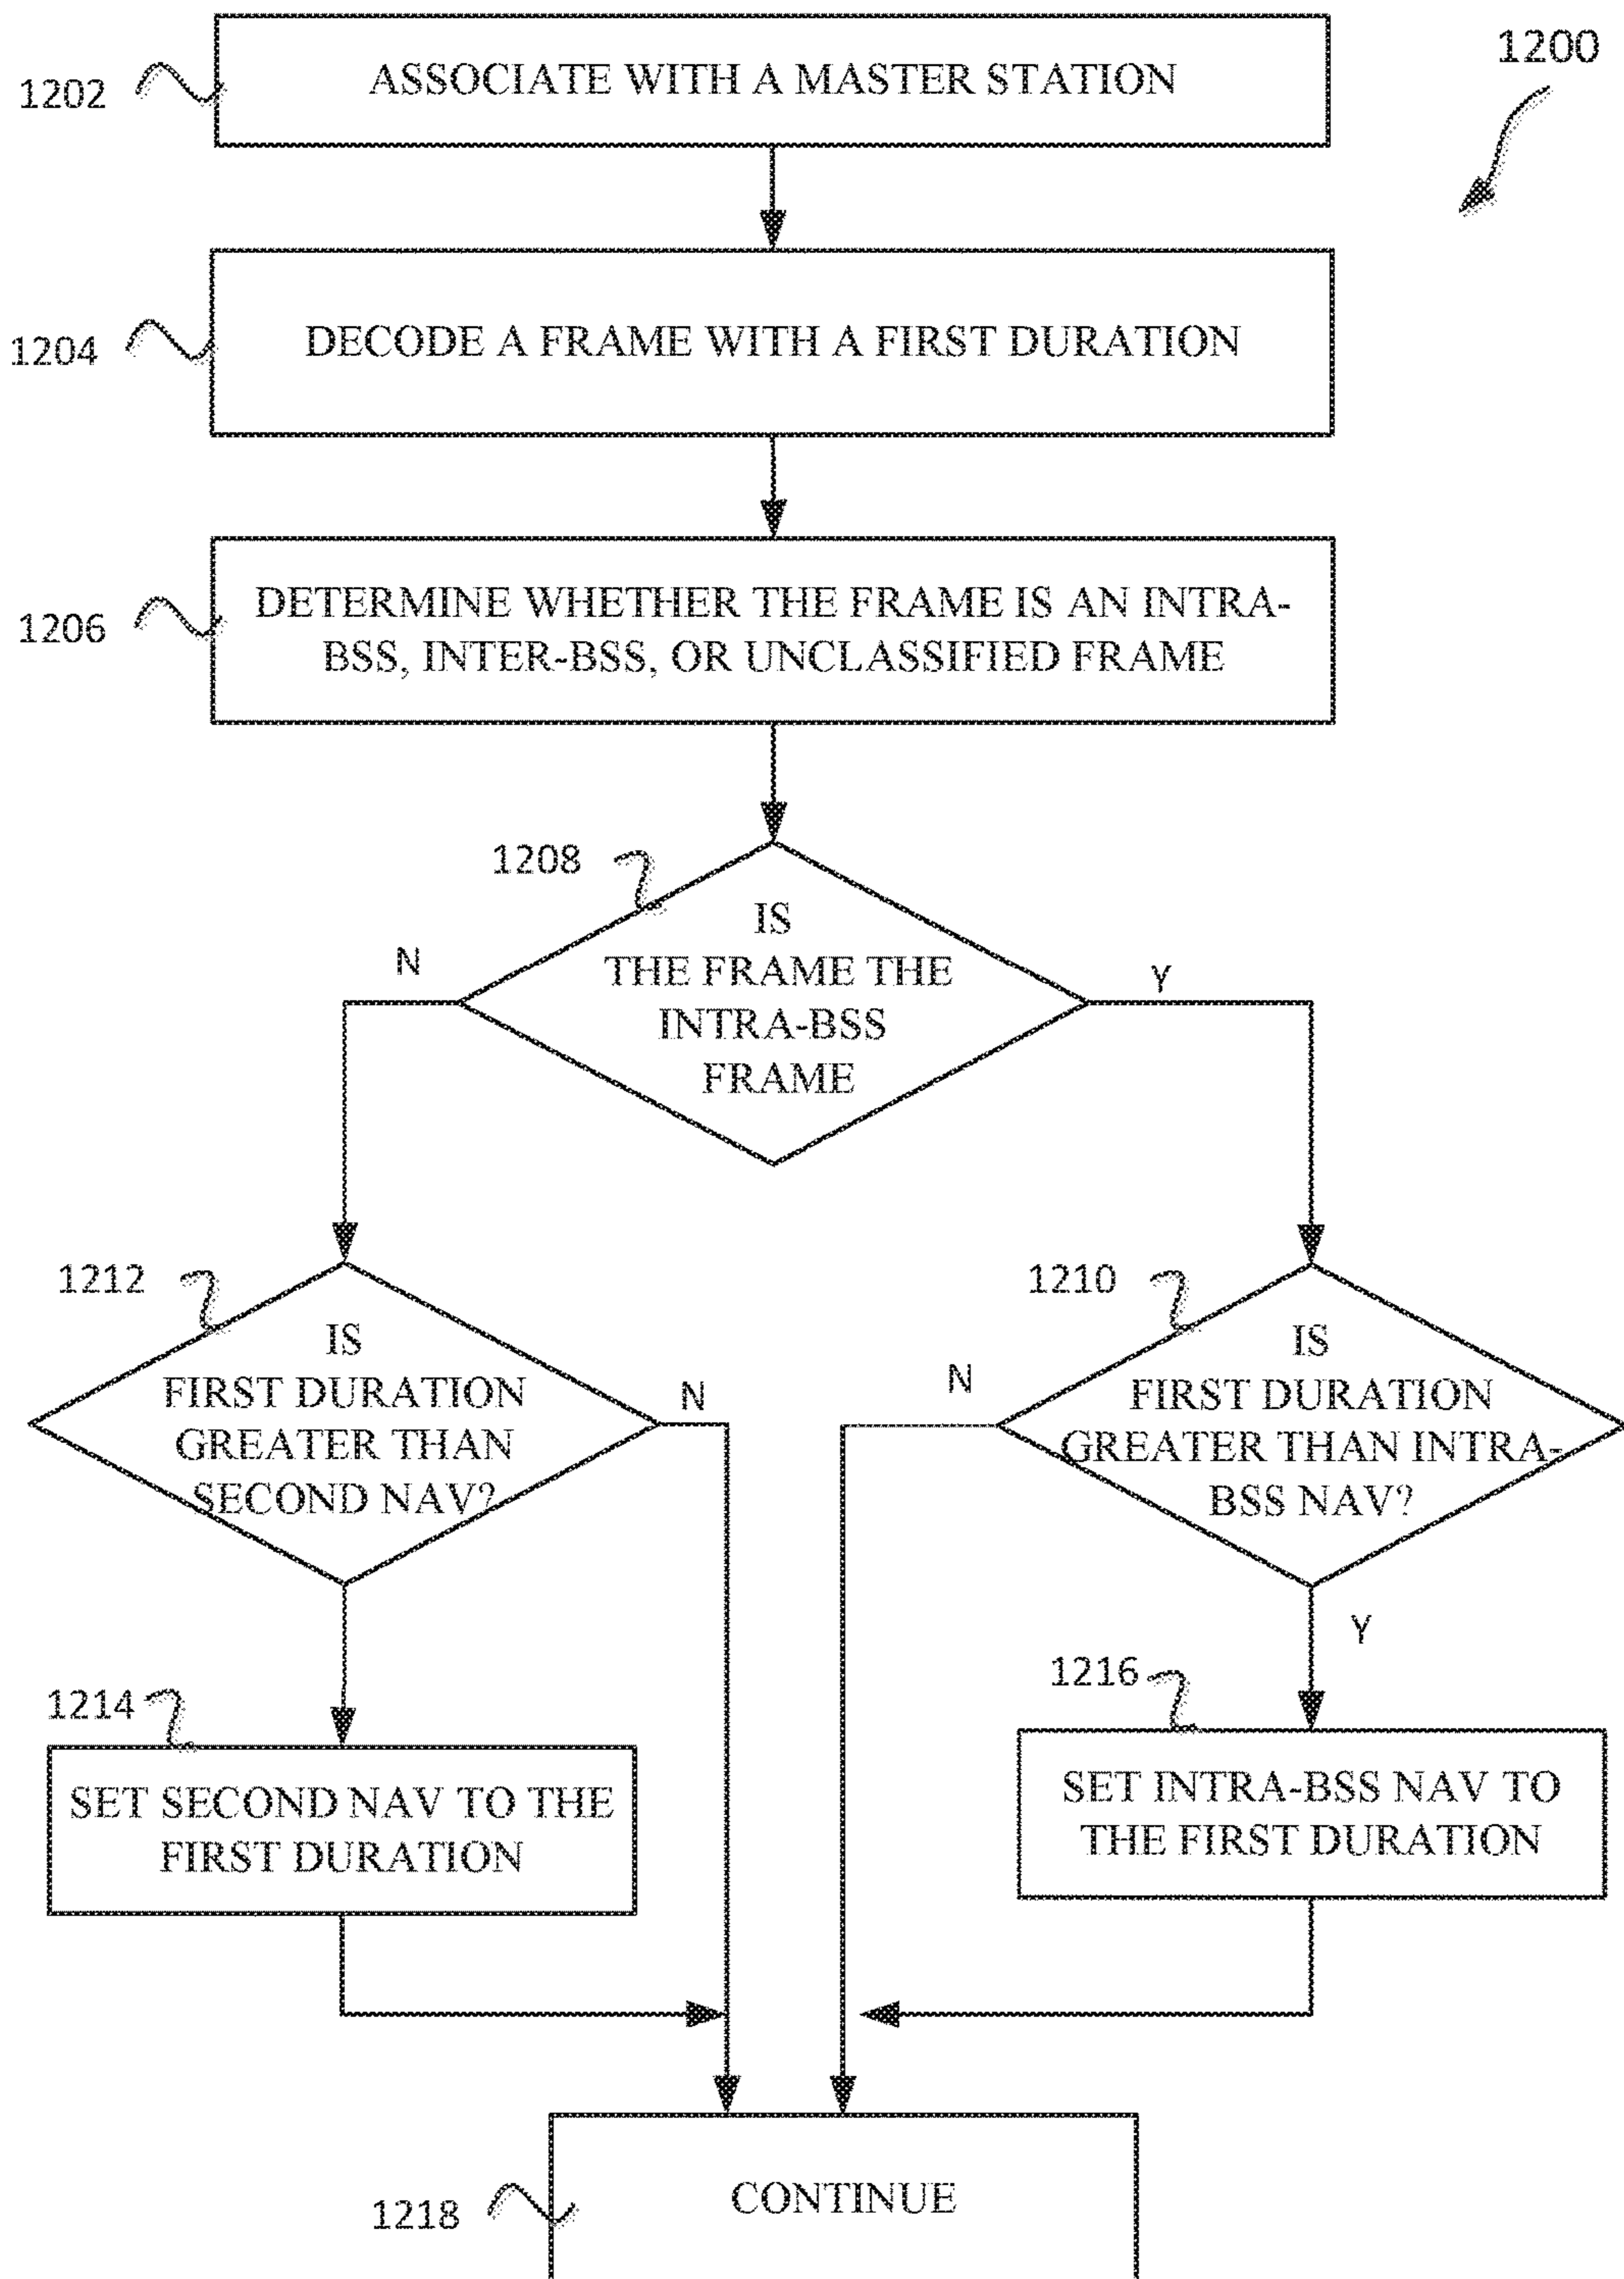 1200
1202
ASSOCIATE WITH A MASTER STATION
1204
DECODE A FRAME WITH A FIRST DURATION
1206
DETERMINE WHETHER THE FRAME IS AN INTRA-
BSS, INTER-BSS, OR UNCLASSIFIED FRAME
1208
IS
THE FRAME THE
INTRA-BSS
FRAME
N
Y
1212
IS
FIRST DURATION
GREATER THAN
SECOND NAV?
N
1210
IS
FIRST DURATION
GREATER THAN INTRA-
BSS NAV?
N
Y
1214
SET SECOND NAV TO THE
FIRST DURATION
1216
SET INTRA-BSS NAV TO
THE FIRST DURATION
1218
CONTINUE